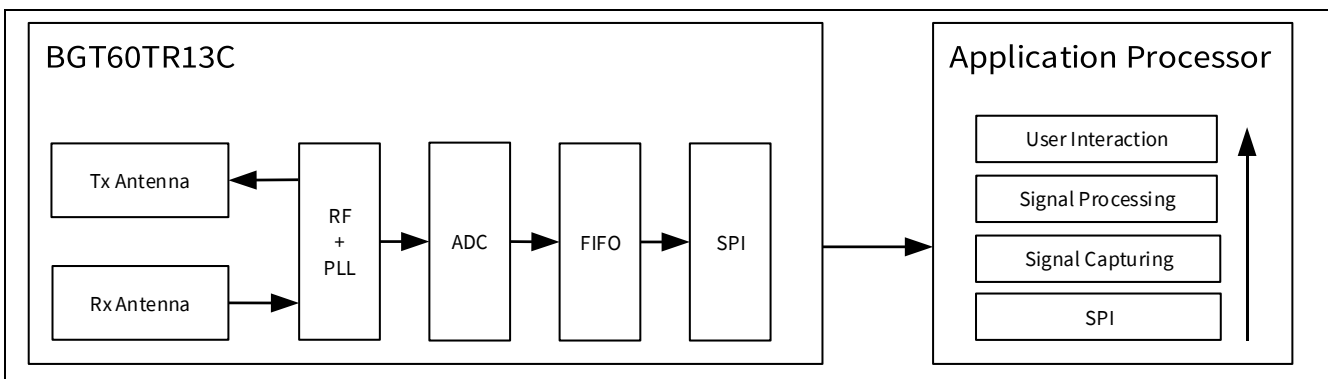 BGT60TR13C
Tx Antenna
Rx Antenna
RF
+
PLL
ADC
FIFO
SPI
Application Processor
User Interaction
Signal Processing
Signal Capturing
SPI